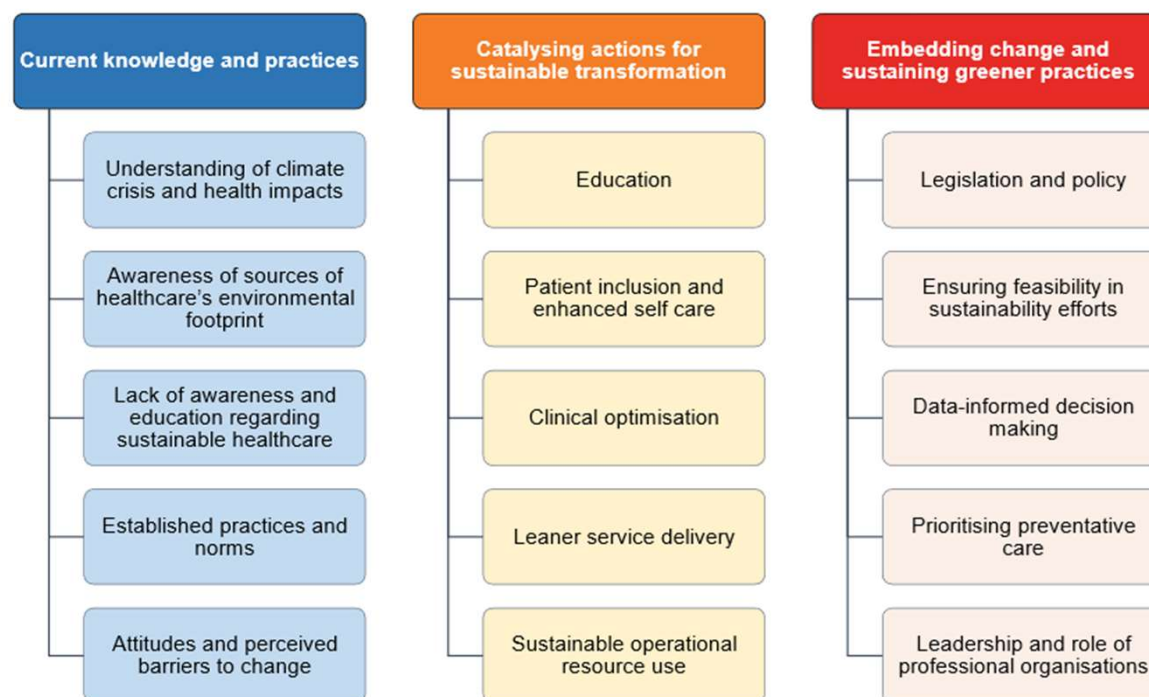 Current knowledge and practices
Understanding of climate
crisis and health impacts
Awareness of sources of
healthcare’s environmental
footprint
Lack of awareness and
education regarding
sustainable healthcare
Established practices and
norms
Attitudes and perceived
barriers to change
Catalysing actions for
sustainable transformation
Education
Patient inclusion and
enhanced self care
Clinical optimisation
Leaner service delivery
Sustainable operational
resource use
Embedding change and
sustaining greener practices
Legislation and policy
Ensuring feasibility in
sustainability efforts
Data-informed decision
making
Prioritising preventative
care
Leadership and role of
professional organisations